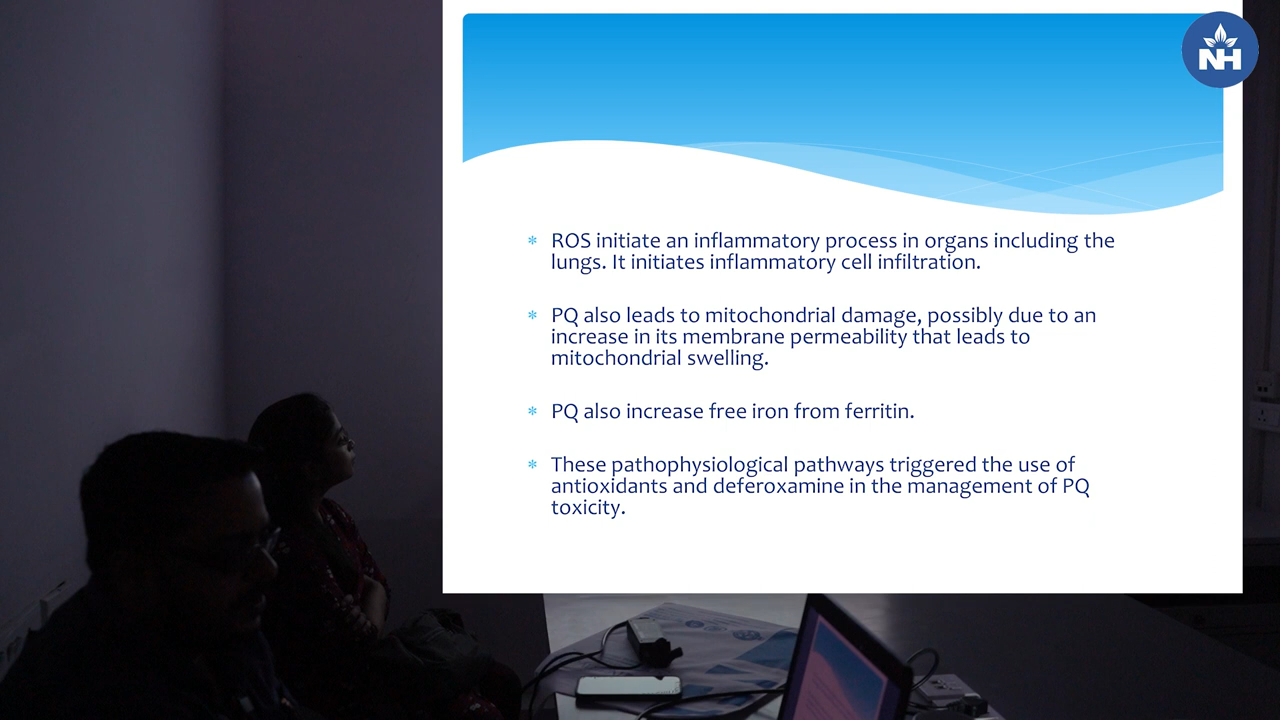 NH
* ROS initiate an inflammatory process in organs including the
lungs. It initiates inflammatory cell infiltration.
* PQ also leads to mitochondrial damage, possibly due to an
increase in its membrane permeability that leads to
mitochondrial swelling.
* PQ also increase free iron from ferritin.
* These pathophysiological pathways triggered the use of
antioxidants and deferoxamine in the management of PQ
toxicity.